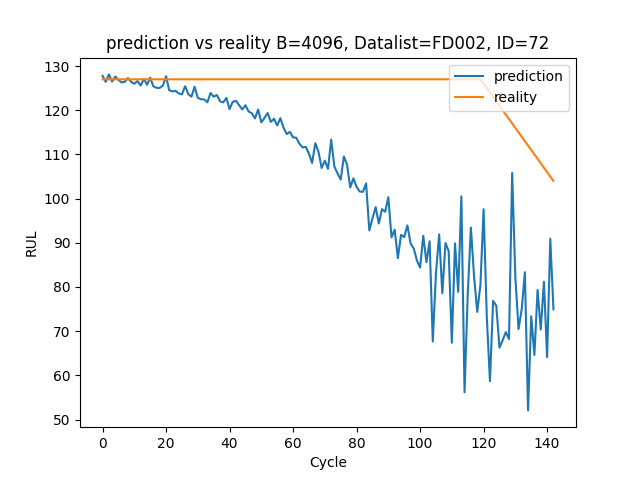 prediction vs reality B=4096, Datalist=FD002, ID=72
prediction
reality
RUL
130
120
110
100
90
80
70
60
50
0 20 40 60 80 100 120 140
Cycle